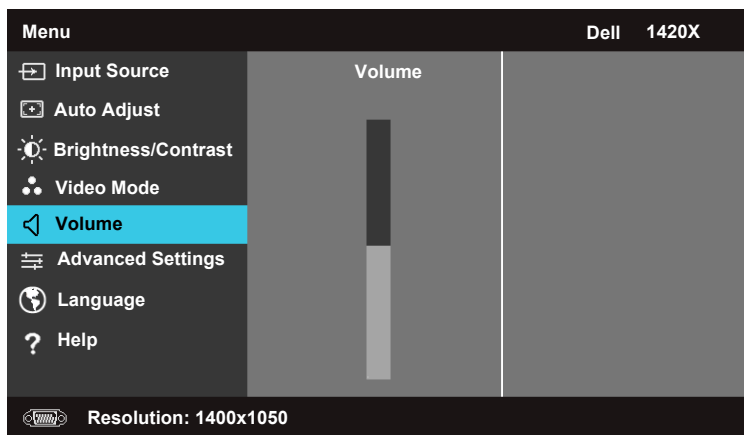 Menu Dell 1420X
Input Source
Volume
Auto Adjust
Brightness/Contrast
Video Mode
Volume
Advanced Settings
Language
? Help
Resolution: 1400x1050